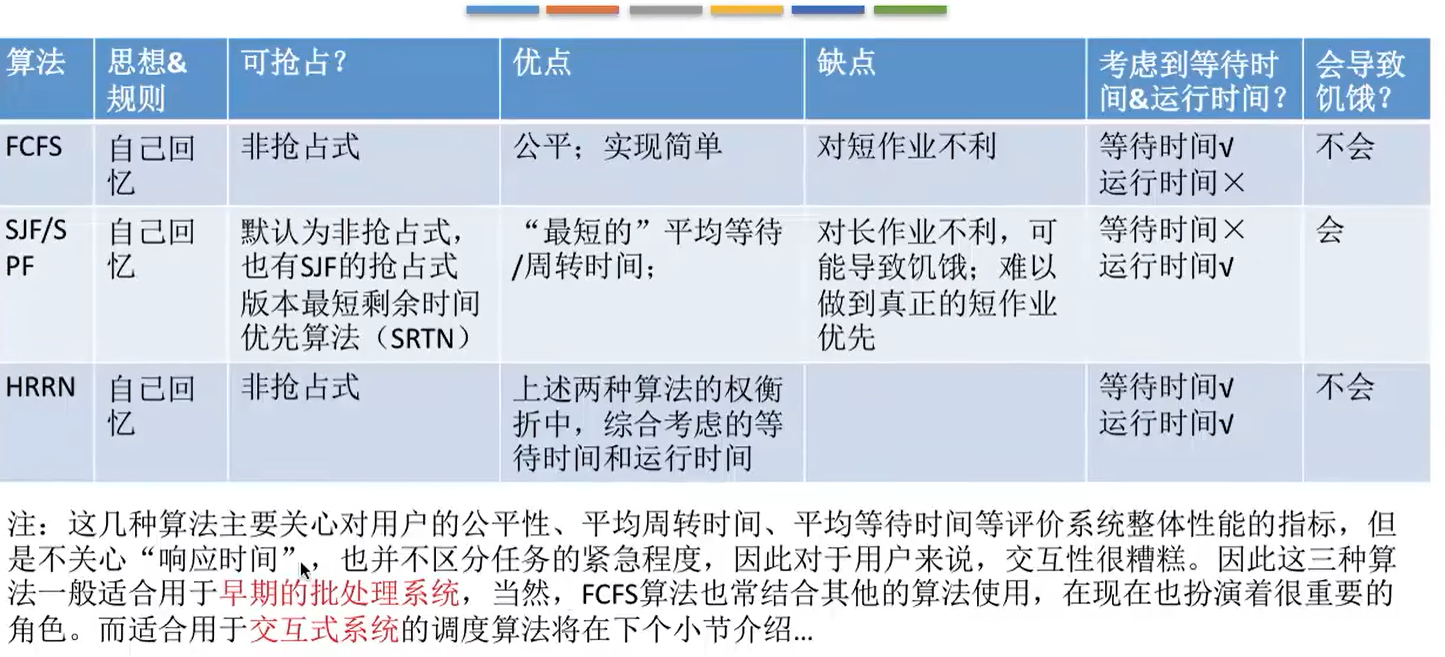 算法 思想& 可抢占？ 优点 缺点 考虑到等待时 会导致
规则 间&运行时间？ 饥饿？
FCFS 自己回 非抢占式 公平；实现简单 对短作业不利 等待时间√ 不会
忆 运行时间×
SJF/S 自己回 默认为非抢占式， “最短的”平均等待 对长作业不利，可 等待时间× 会
PF 忆 也有SJF的抢占式 /周转时间； 能导致饥饿；难以 运行时间√
版本最短剩余时间 做到真正的短作业
优先算法（SRTN） 优先
HRRN 自己回 非抢占式 上述两种算法的权衡 等待时间√ 不会
忆 折中，综合考虑的等 运行时间√
待时间和运行时间
注：这几种算法主要关心对用户的公平性、平均周转时间、平均等待时间等评价系统整体性能的指标，但
是不关心“响应时间”，也并不区分任务的紧急程度，因此对于用户来说，交互性很糟糕。因此这三种算
法一般适合用于早期的批处理系统，当然，FCFS算法也常结合其他的算法使用，在现在也扮演着很重要的
角色。而适合用于交互式系统的调度算法将在下个小节介绍...